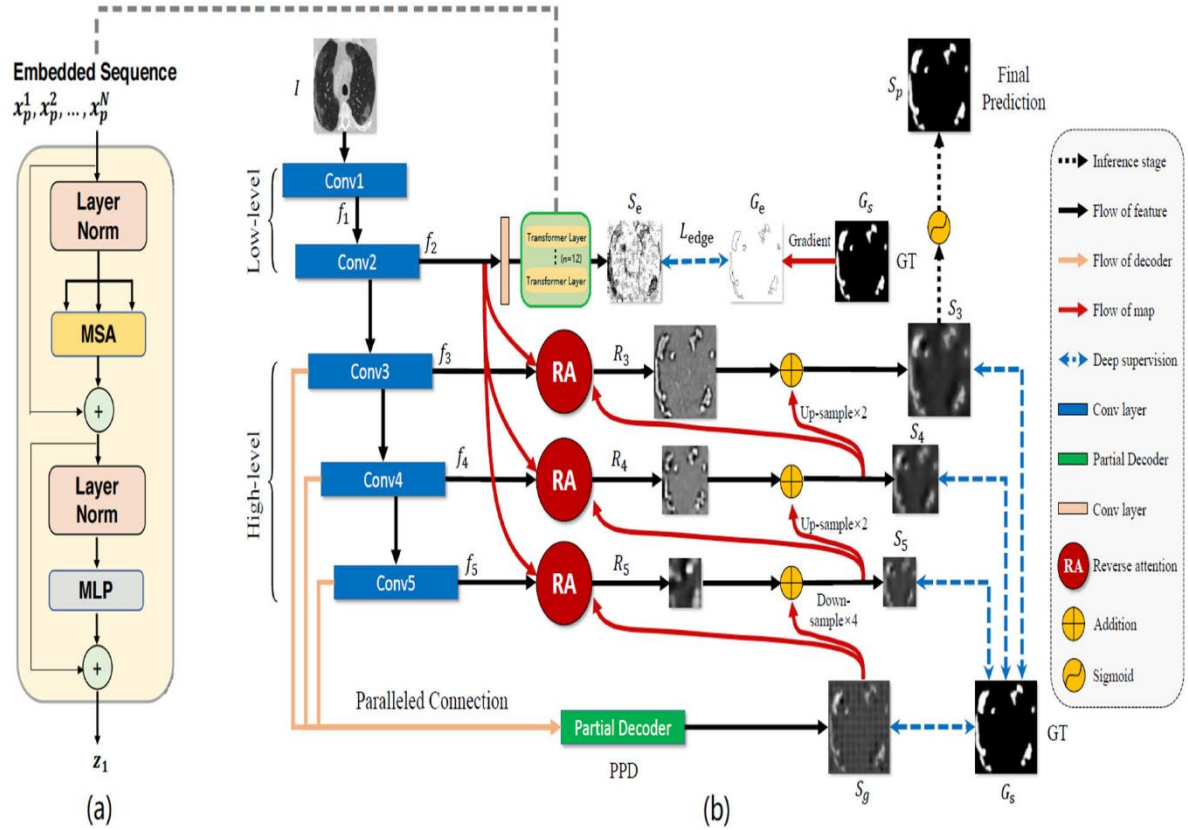 Embedded Sequence
x_p^1, x_p^2, ..., x_p^N
Layer
Norm
MSA
+
Layer
Norm
MLP
+
z_1
(a)
I
Low-level
Conv1
f_1
Conv2
f_2
Transformer Layer
(n=12)
Transformer Layer
S_e
L_edge
G_e
Gradient
G_s
GT
S_p
Final
Prediction
High-level
Conv3
f_3
RA
R_3
Up-sample×2
S_3
Conv4
f_4
RA
R_4
Up-sample×2
S_4
Conv5
f_5
RA
R_5
Down-
sample×4
S_5
Paralleled Connection
Partial Decoder
PPD
S_g
G_s
GT
(b)
Inference stage
Flow of feature
Flow of decoder
Flow of map
Deep supervision
Conv layer
Partial Decoder
Conv layer
RA Reverse attention
Addition
Sigmoid